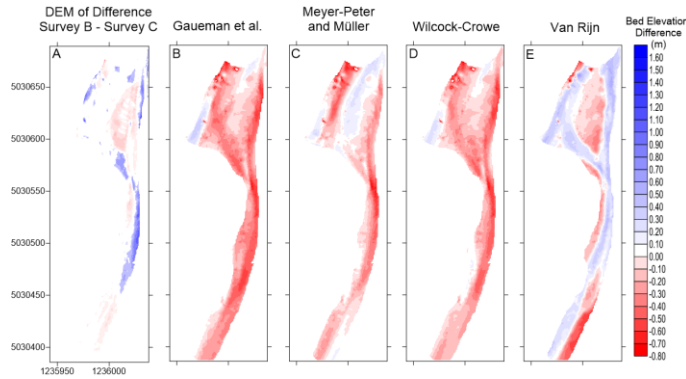 DEM of Difference
Survey B - Survey C
Gaueman et al.
Meyer-Peter
and Müller
Wilcock-Crowe
Van Rijn
Bed Elevation
Difference
(m)
A
B
C
D
E
5030650
5030600
5030550
5030500
5030450
5030400
1235950
1236000
1.60
1.50
1.40
1.30
1.20
1.10
1.00
0.90
0.80
0.70
0.60
0.50
0.40
0.30
0.20
0.10
0.00
-0.10
-0.20
-0.30
-0.40
-0.50
-0.60
-0.70
-0.80